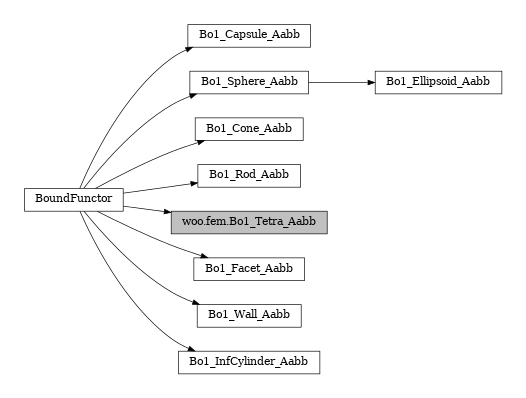 Bo1_Capsule_Aabb
Bo1_Sphere_Aabb
Bo1_Ellipsoid_Aabb
Bo1_Cone_Aabb
Bo1_Rod_Aabb
BoundFunctor
woo.fem.Bo1_Tetra_Aabb
Bo1_Facet_Aabb
Bo1_Wall_Aabb
Bo1_InfCylinder_Aabb